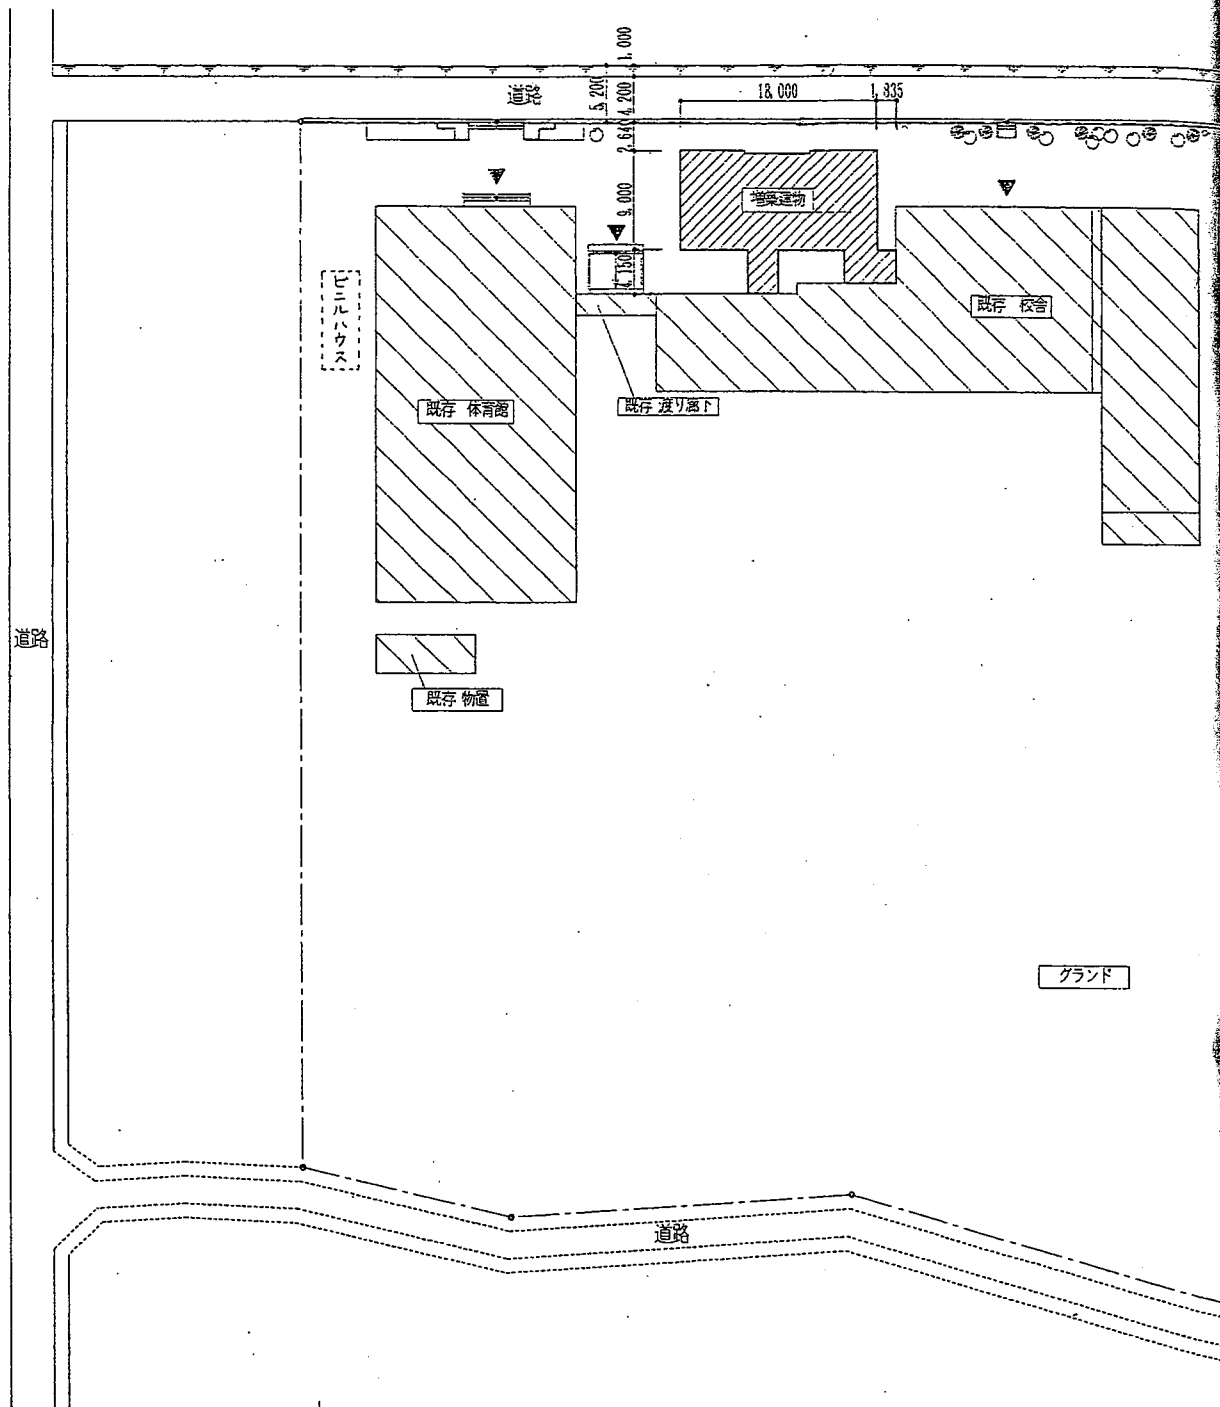 1,000
道路
5,200
4,200
18,000
1,835
2,640
増築建物
9,000
ビニルハウス
既存 校舎
既存 体育館
既存 渡り廊下
道路
既存 物置
グランド
道路